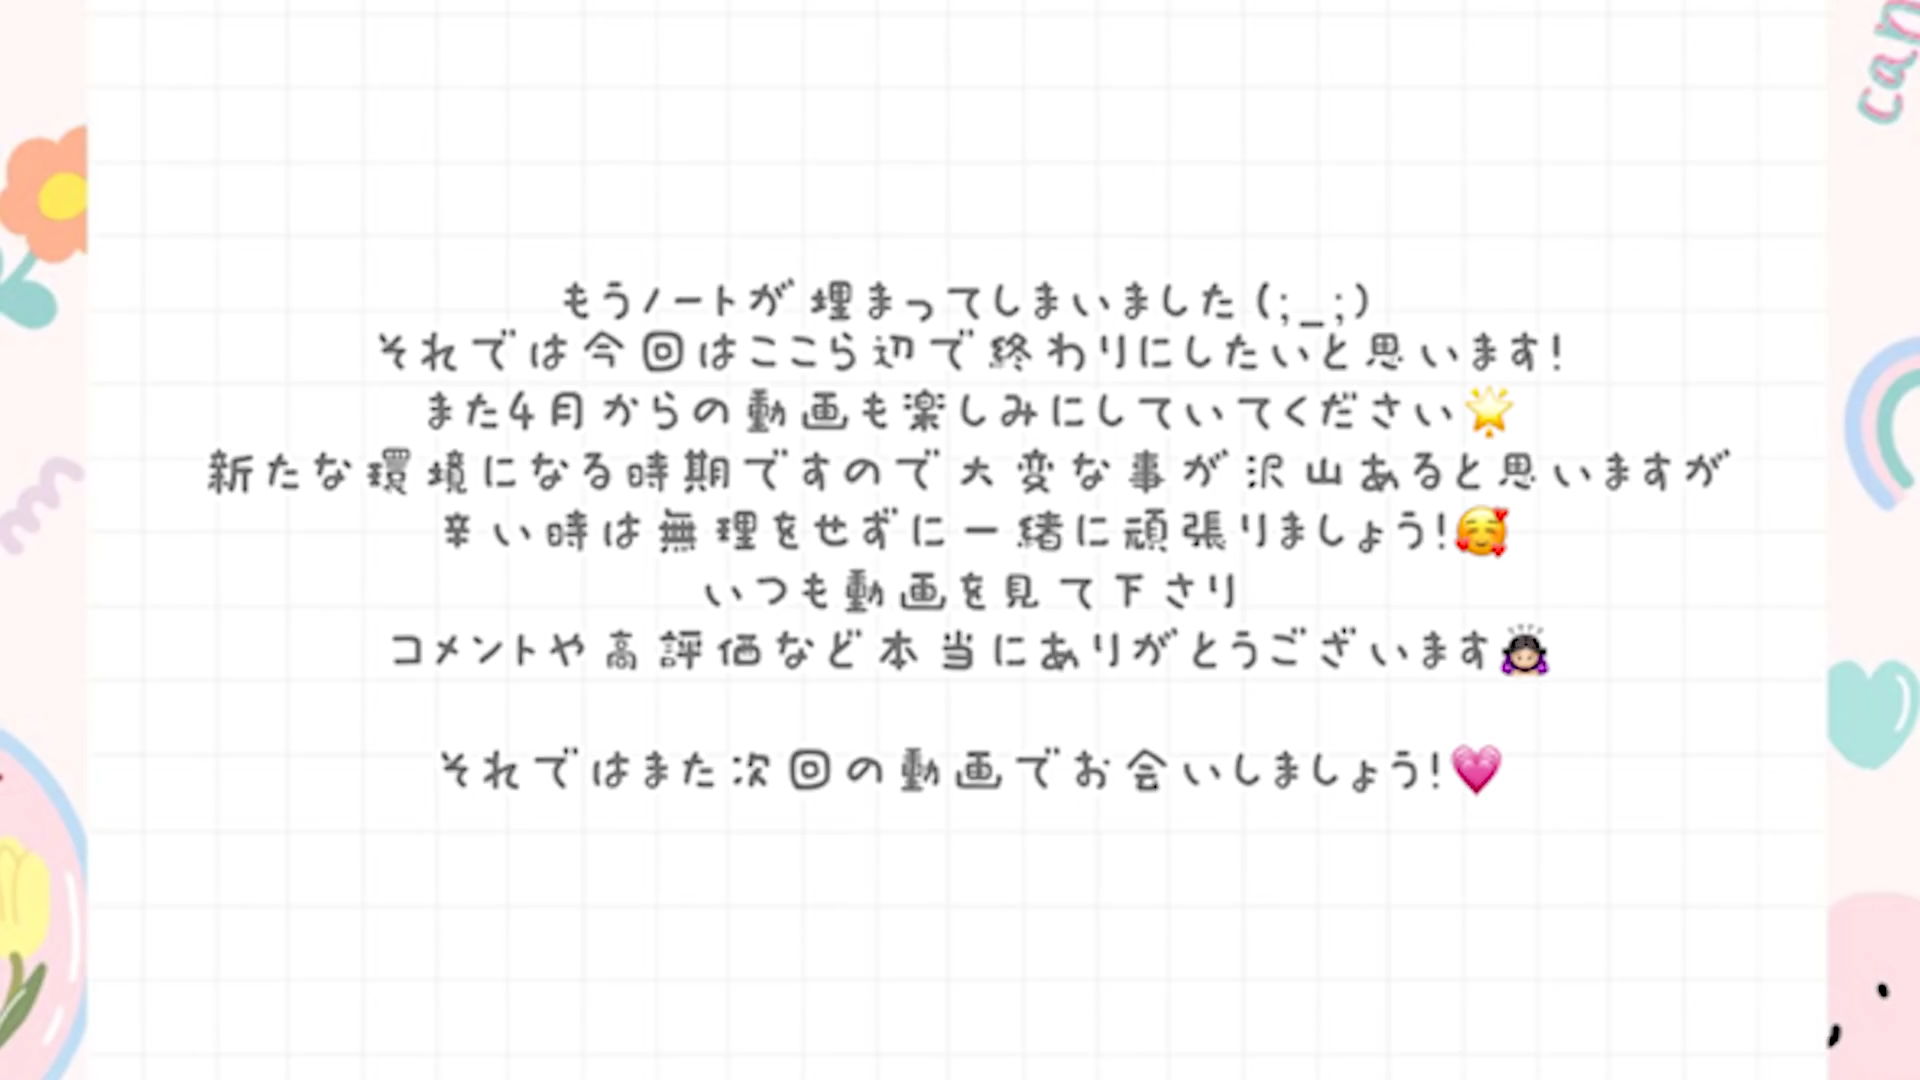 can
もうノートが埋まってしまいました(;_;)
それでは今回はここら辺で終わりにしたいと思います!
また4月からの動画も楽しみにしていてください🌟
新たな環境になる時期ですので大変な事が沢山あると思いますが
辛い時は無理をせずに一緒に頑張りましょう!🥰
いつも動画を見て下さり
コメントや高評価など本当にありがとうございます🙇🏻‍♀️
それではまた次回の動画でお会いしましょう!💗